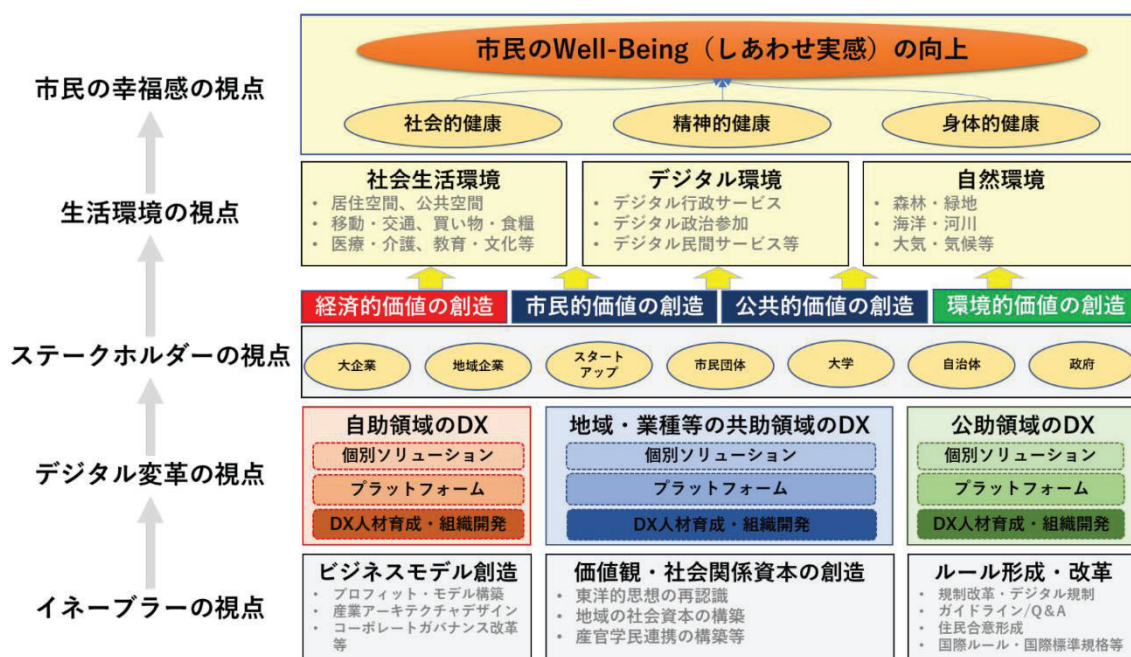 市民のWell-Being（しあわせ実感）の向上
市民の幸福感の視点
社会的健康
精神的健康
身体的健康
生活環境の視点
社会生活環境
• 居住空間、公共空間
• 移動・交通、買い物・食糧
• 医療・介護、教育・文化等
デジタル環境
• デジタル行政サービス
• デジタル政治参加
• デジタル民間サービス等
自然環境
• 森林・緑地
• 海洋・河川
• 大気・気候等
経済的価値の創造
市民的価値の創造
公共的価値の創造
環境的価値の創造
ステークホルダーの視点
大企業
地域企業
スタート
アップ
市民団体
大学
自治体
政府
デジタル変革の視点
自助領域のDX
個別ソリューション
プラットフォーム
DX人材育成・組織開発
地域・業種等の共助領域のDX
個別ソリューション
プラットフォーム
DX人材育成・組織開発
公助領域のDX
個別ソリューション
プラットフォーム
DX人材育成・組織開発
イネーブラーの視点
ビジネスモデル創造
• プロフィット・モデル構築
• 産業アーキテクチャデザイン
• コーポレートガバナンス改革
等
価値観・社会関係資本の創造
• 東洋的思想の再認識
• 地域の社会資本の構築
• 産官学民連携の構築等
ルール形成・改革
• 規制改革・デジタル規制
• ガイドライン/Q&A
• 住民合意形成
• 国際ルール・国際標準規格等